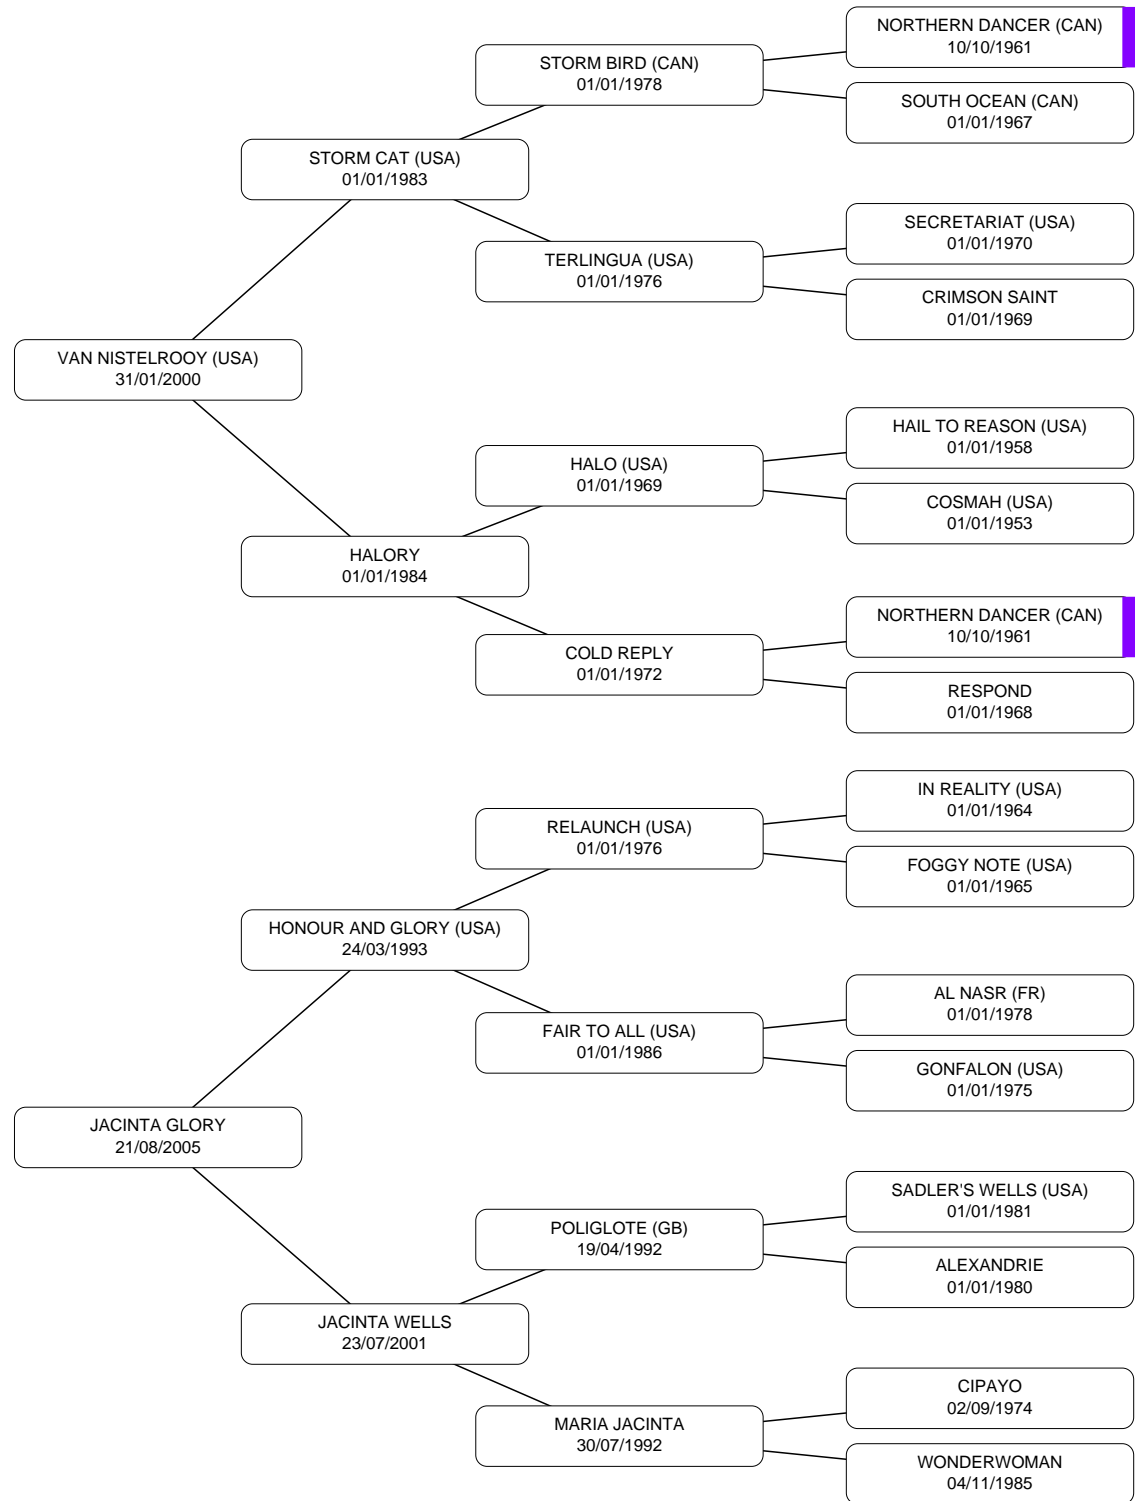 NORTHERN DANCER (CAN)
10/10/1961
STORM BIRD (CAN)
01/01/1978
SOUTH OCEAN (CAN)
01/01/1967
STORM CAT (USA)
01/01/1983
SECRETARIAT (USA)
01/01/1970
TERLINGUA (USA)
01/01/1976
CRIMSON SAINT
01/01/1969
VAN NISTELROOY (USA)
31/01/2000
HAIL TO REASON (USA)
01/01/1958
HALO (USA)
01/01/1969
COSMAH (USA)
01/01/1953
HALORY
01/01/1984
NORTHERN DANCER (CAN)
10/10/1961
COLD REPLY
01/01/1972
RESPOND
01/01/1968
IN REALITY (USA)
01/01/1964
RELAUNCH (USA)
01/01/1976
FOGGY NOTE (USA)
01/01/1965
HONOUR AND GLORY (USA)
24/03/1993
AL NASR (FR)
01/01/1978
FAIR TO ALL (USA)
01/01/1986
GONFALON (USA)
01/01/1975
JACINTA GLORY
21/08/2005
SADLER'S WELLS (USA)
01/01/1981
POLIGLOTE (GB)
19/04/1992
ALEXANDRIE
01/01/1980
JACINTA WELLS
23/07/2001
CIPAYO
02/09/1974
MARIA JACINTA
30/07/1992
WONDERWOMAN
04/11/1985